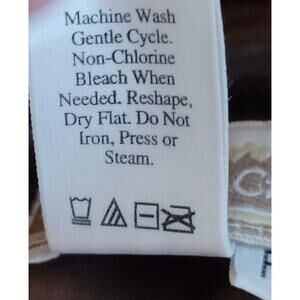 Machine Wash
Gentle Cycle.
Non-Chlorine
Bleach When
Needed. Reshape,
Dry Flat. Do Not
Iron, Press or
Steam.